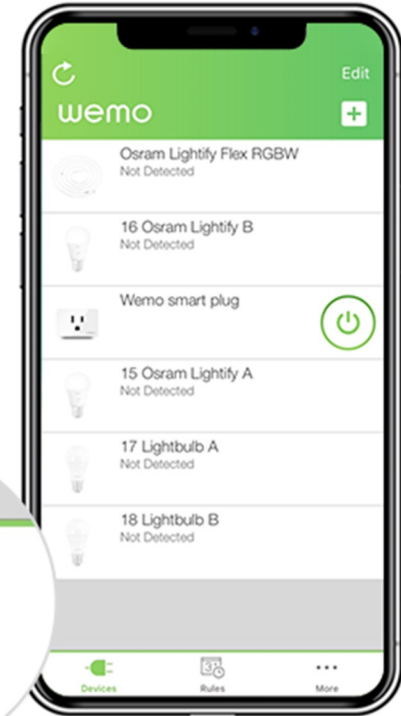 Edit
wemo
Osram Lightify Flex RGBW
Not Detected
16 Osram Lightify B
Not Detected
Wemo smart plug
15 Osram Lightify A
Not Detected
17 Lightbulb A
Not Detected
18 Lightbulb B
Not Detected
Devices
Rules
More